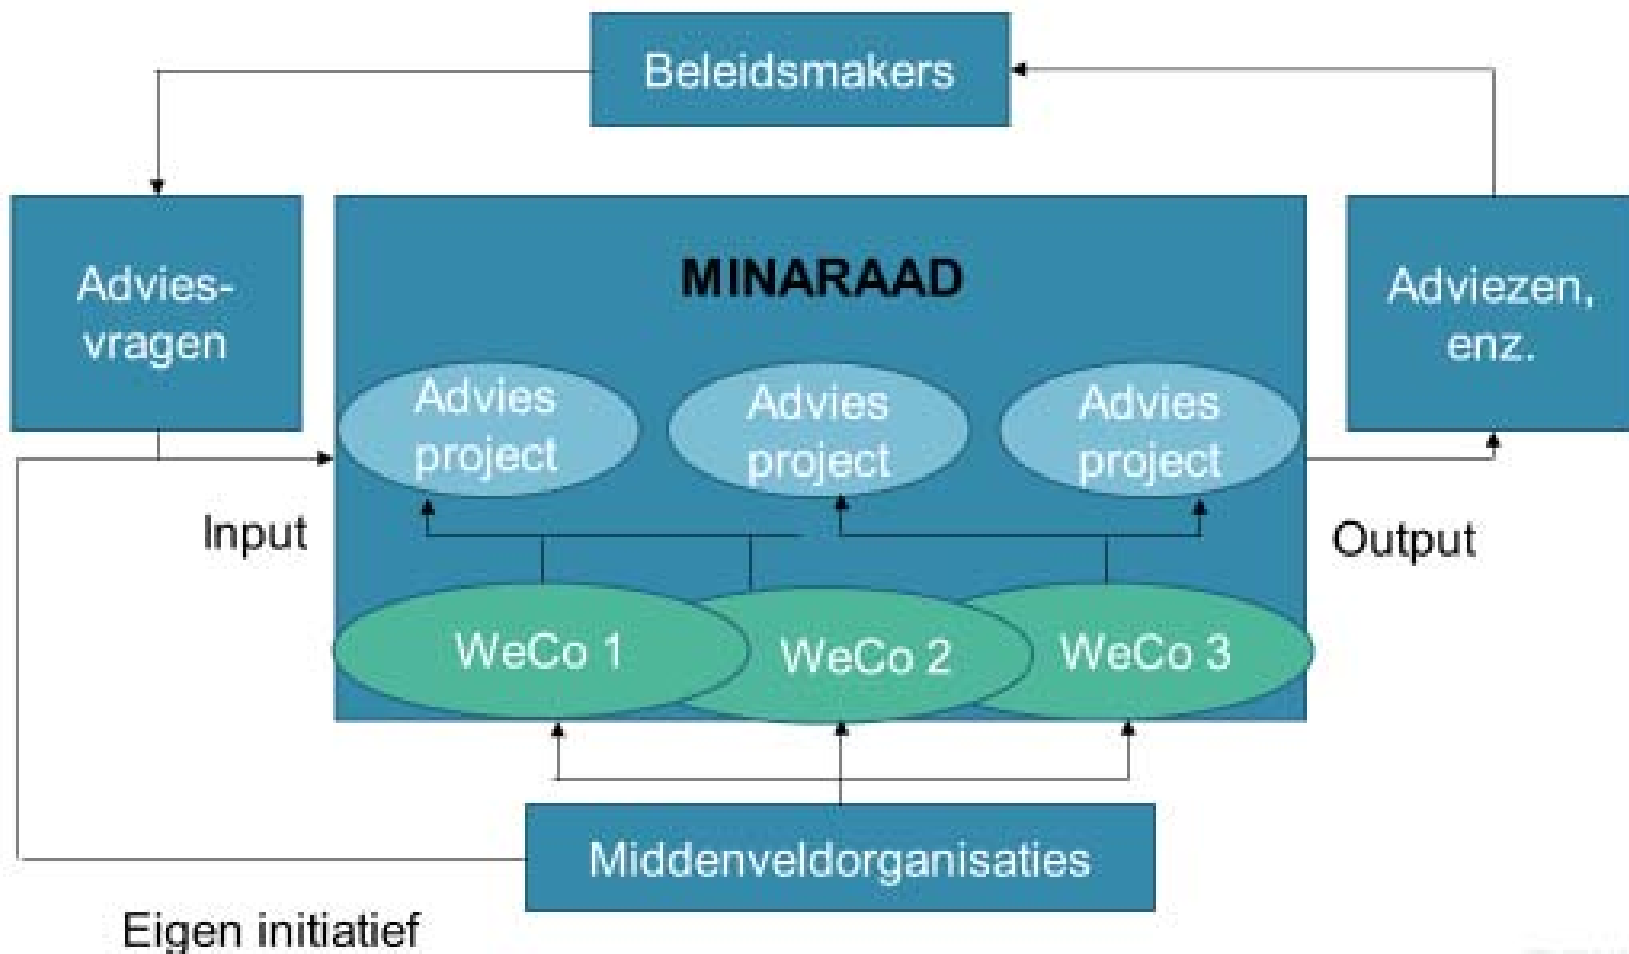 Beleidsmakers
Advies-
vragen
MINARAAD
Adviezen,
enz.
Advies
project
Advies
project
Advies
project
Input
Output
WeCo 1
WeCo 2
WeCo 3
Middenveldorganisaties
Eigen initiatief